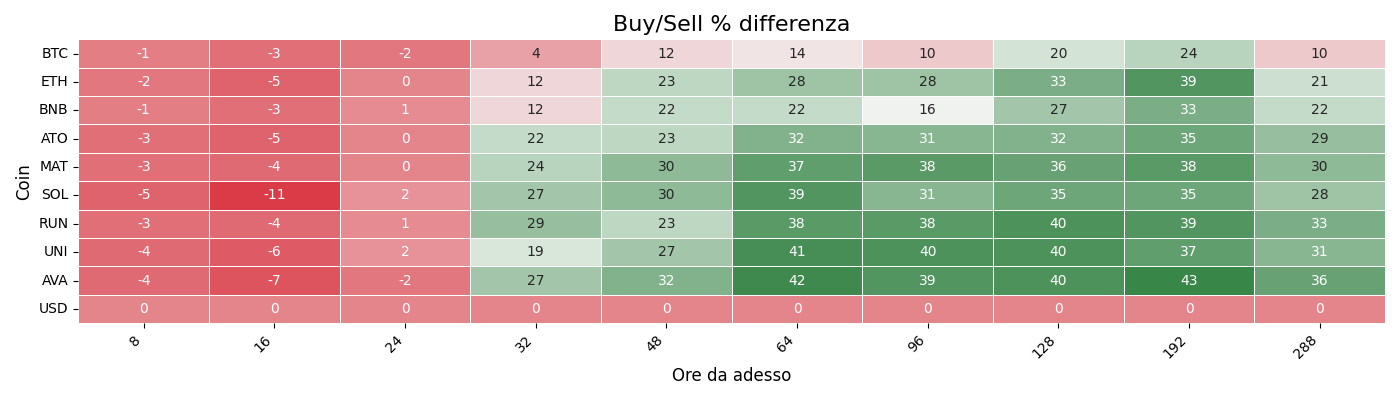 Buy/Sell % differenza
Coin
BTC -1 -3 -2 4 12 14 10 20 24 10
ETH -2 -5 0 12 23 28 28 33 39 21
BNB -1 -3 1 12 22 22 16 27 33 22
ATO -3 -5 0 22 23 32 31 32 35 29
MAT -3 -4 0 24 30 37 38 36 38 30
SOL -5 -11 2 27 30 39 31 35 35 28
RUN -3 -4 1 29 23 38 38 40 39 33
UNI -4 -6 2 19 27 41 40 40 37 31
AVA -4 -7 -2 27 32 42 39 40 43 36
USD 0 0 0 0 0 0 0 0 0 0
8 16 24 32 48 64 96 128 192 288
Ore da adesso